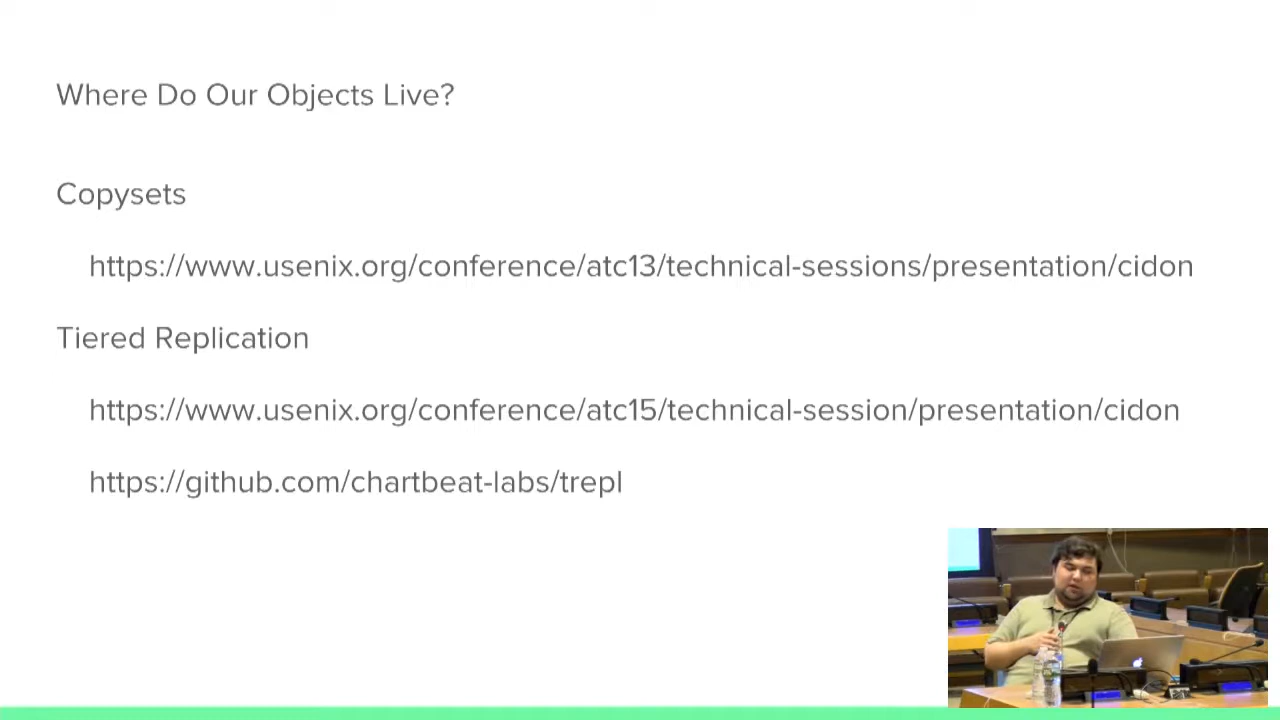 Where Do Our Objects Live?
Copysets
https://www.usenix.org/conference/atc13/technical-sessions/presentation/cidon
Tiered Replication
https://www.usenix.org/conference/atc15/technical-session/presentation/cidon
https://github.com/chartbeat-labs/trepl